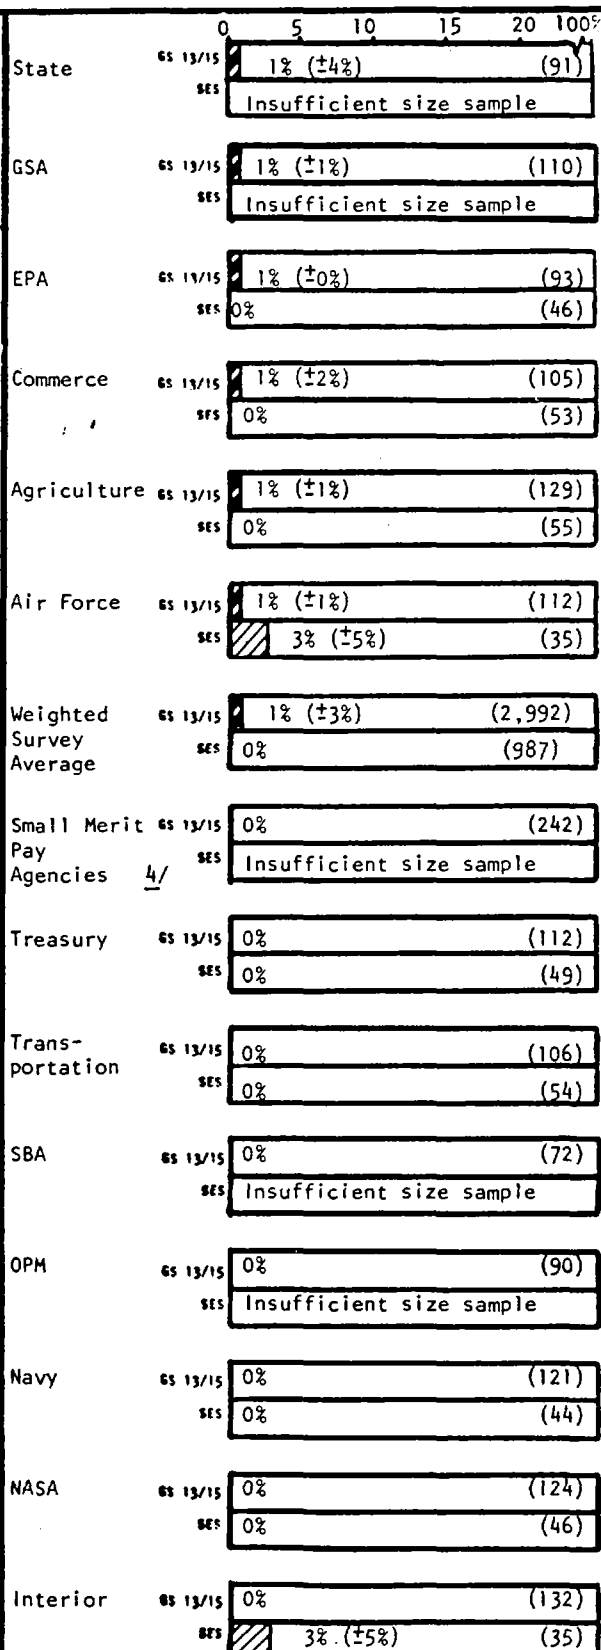 0 5 10 15 20 100%
State GS 13/15 1% (±4%) (91)
SES Insufficient size sample
GSA GS 13/15 1% (±1%) (110)
SES Insufficient size sample
EPA GS 13/15 1% (±0%) (93)
SES 0% (46)
Commerce GS 13/15 1% (±2%) (105)
SES 0% (53)
Agriculture GS 13/15 1% (±1%) (129)
SES 0% (55)
Air Force GS 13/15 1% (±1%) (112)
SES 3% (±5%) (35)
Weighted GS 13/15 1% (±3%) (2,992)
Survey
Average SES 0% (987)
Small Merit GS 13/15 0% (242)
Pay
Agencies 4/ SES Insufficient size sample
Treasury GS 13/15 0% (112)
SES 0% (49)
Trans-
portation GS 13/15 0% (106)
SES 0% (54)
SBA GS 13/15 0% (72)
SES Insufficient size sample
OPM GS 13/15 0% (90)
SES Insufficient size sample
Navy GS 13/15 0% (121)
SES 0% (44)
NASA GS 13/15 0% (124)
SES 0% (46)
Interior GS 13/15 0% (132)
SES 3% (±5%) (35)